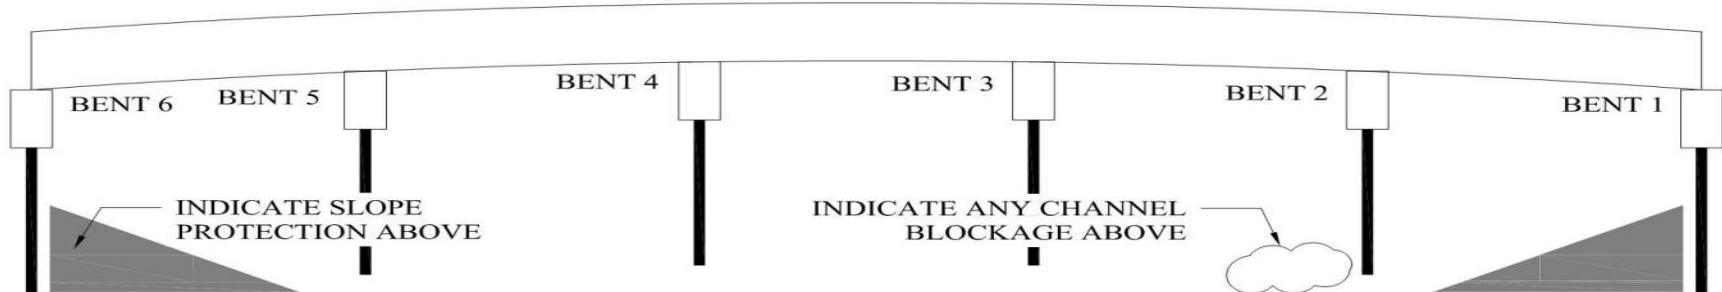 BENT 6
BENT 5
BENT 4
BENT 3
BENT 2
BENT 1
INDICATE SLOPE
PROTECTION ABOVE
INDICATE ANY CHANNEL
BLOCKAGE ABOVE